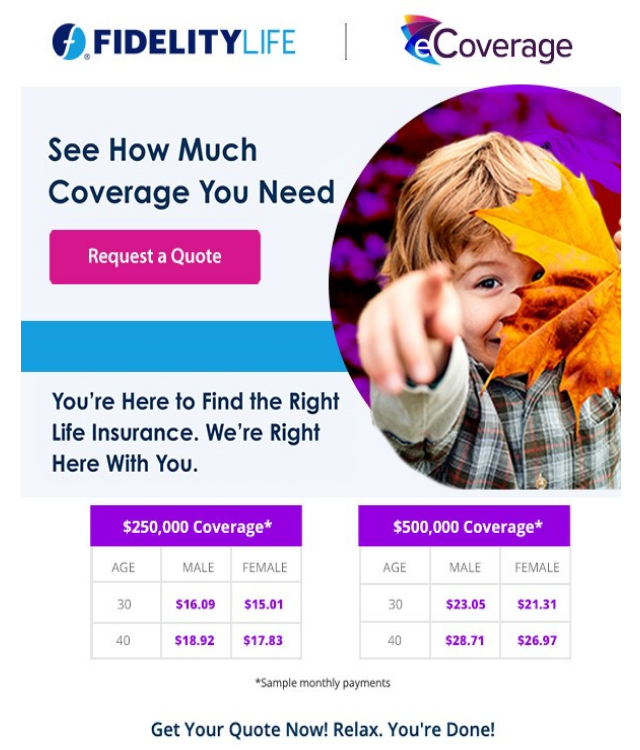 FIDELITYLIFE
eCoverage
See How Much
Coverage You Need
Request a Quote
You're Here to Find the Right
Life Insurance. We're Right
Here With You.
$250,000 Coverage*
AGE MALE FEMALE
30 $16.09 $15.01
40 $18.92 $17.83
$500,000 Coverage*
AGE MALE FEMALE
30 $23.05 $21.31
40 $28.71 $26.97
*Sample monthly payments
Get Your Quote Now! Relax. You're Done!